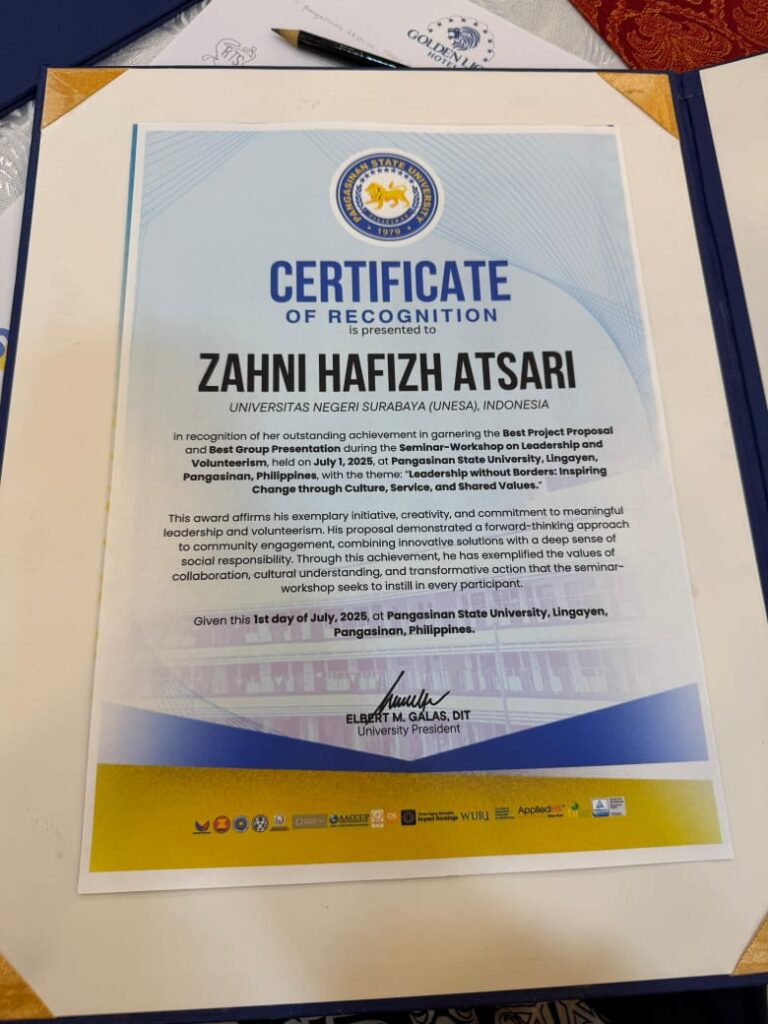 GOLDEN LI
HOTEL
PANGASINAN STATE UNIVERSITY
1979
CERTIFICATE
OF RECOGNITION
is presented to
ZAHNI HAFIZH ATSARI
UNIVERSITAS NEGERI SURABAYA (UNESA), INDONESIA
in recognition of her outstanding achievement in garnering the Best Project Proposal
and Best Group Presentation during the Seminar-Workshop on Leadership and
Volunteerism, held on July 1, 2025, at Pangasinan State University, Lingayen,
Pangasinan, Philippines, with the theme: "Leadership without Borders: Inspiring
Change through Culture, Service, and Shared Values."
This award affirms his exemplary initiative, creativity, and commitment to meaningful
leadership and volunteerism. His proposal demonstrated a forward-thinking approach
to community engagement, combining innovative solutions with a deep sense of
social responsibility. Through this achievement, he has exemplified the values of
collaboration, cultural understanding, and transformative action that the seminar-
workshop seeks to instill in every participant.
Given this 1st day of July, 2025, at Pangasinan State University, Lingayen,
Pangasinan, Philippines.
ELBERT M. GALAS, DIT
University President
AACCUP
Impact Rankings
WURI
AppliedHE